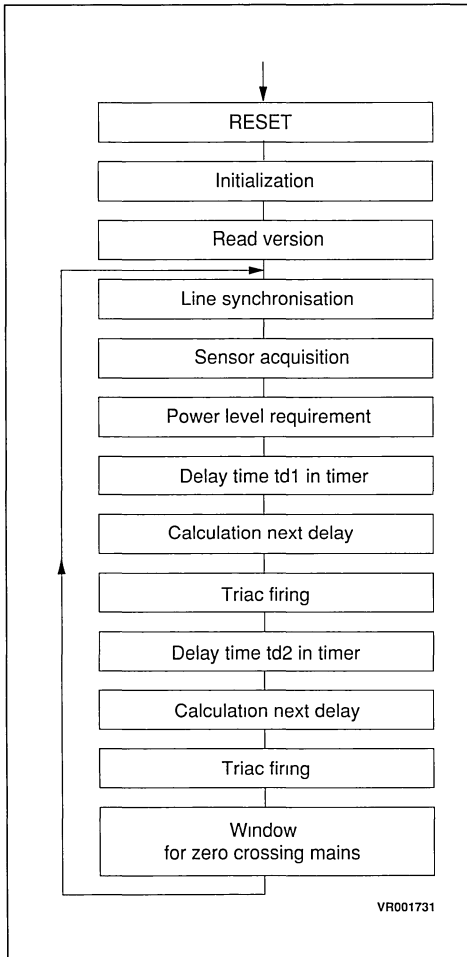 RESET
Initialization
Read version
Line synchronisation
Sensor acquisition
Power level requirement
Delay time td1 in timer
Calculation next delay
Triac firing
Delay time td2 in timer
Calculation next delay
Triac firing
Window
for zero crossing mains
VR001731